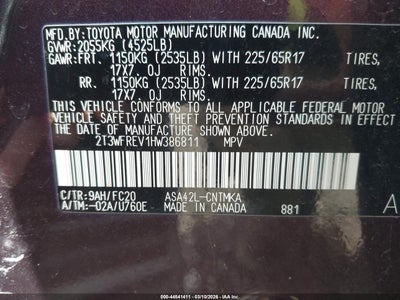 MFD.BY:TOYOTA MOTOR MANUFACTURING CANADA INC.
GVWR:2055KG (4525LB)
GAWR:FRT. 1150KG (2535LB) WITH 225/65R17 TIRES,
17X7.0J RIMS.
RR. 1150KG (2535LB) WITH 225/65R17 TIRES,
17X7.0J RIMS.
THIS VEHICLE CONFORMS TO ALL APPLICABLE FEDERAL MOTOR
VEHICLE SAFETY AND THEFT PREVENTION STANDARDS IN EFFECT
ON THE DATE OF MANUFACTURE SHOWN ABOVE.
2T3WFREV1HW386811 MPV
C/TR:9AH/FC20 ASA42L-CNTMKA
A/TM:-02A/U760E MADE IN CANADA 881
A
ID: 44541411 - 03/10/2026 - © IAA